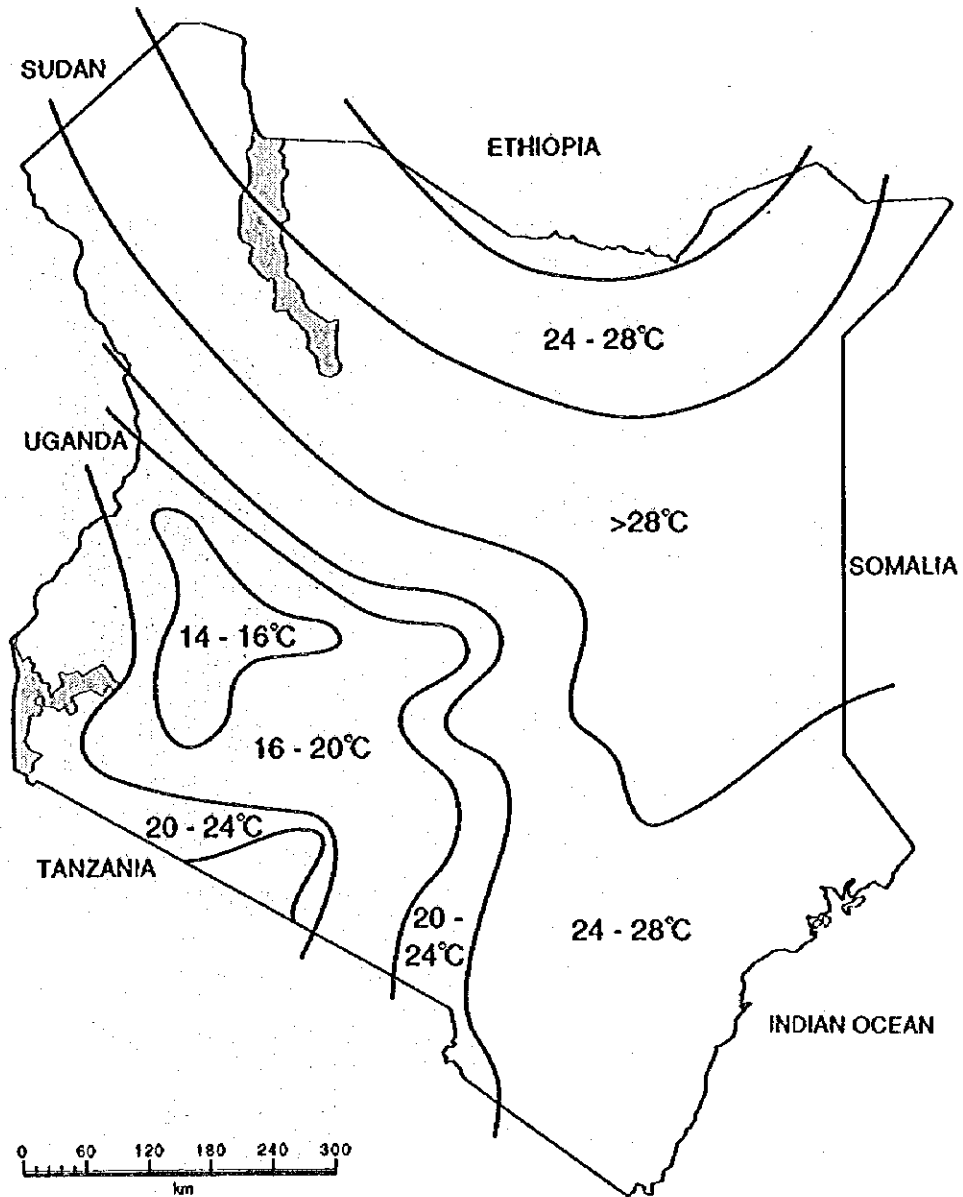 SUDAN
ETHIOPIA
24 - 28°C
UGANDA
>28°C
SOMALIA
14 - 16°C
16 - 20°C
20 - 24°C
TANZANIA
20 -
24°C
24 - 28°C
INDIAN OCEAN
0 60 120 180 240 300
km